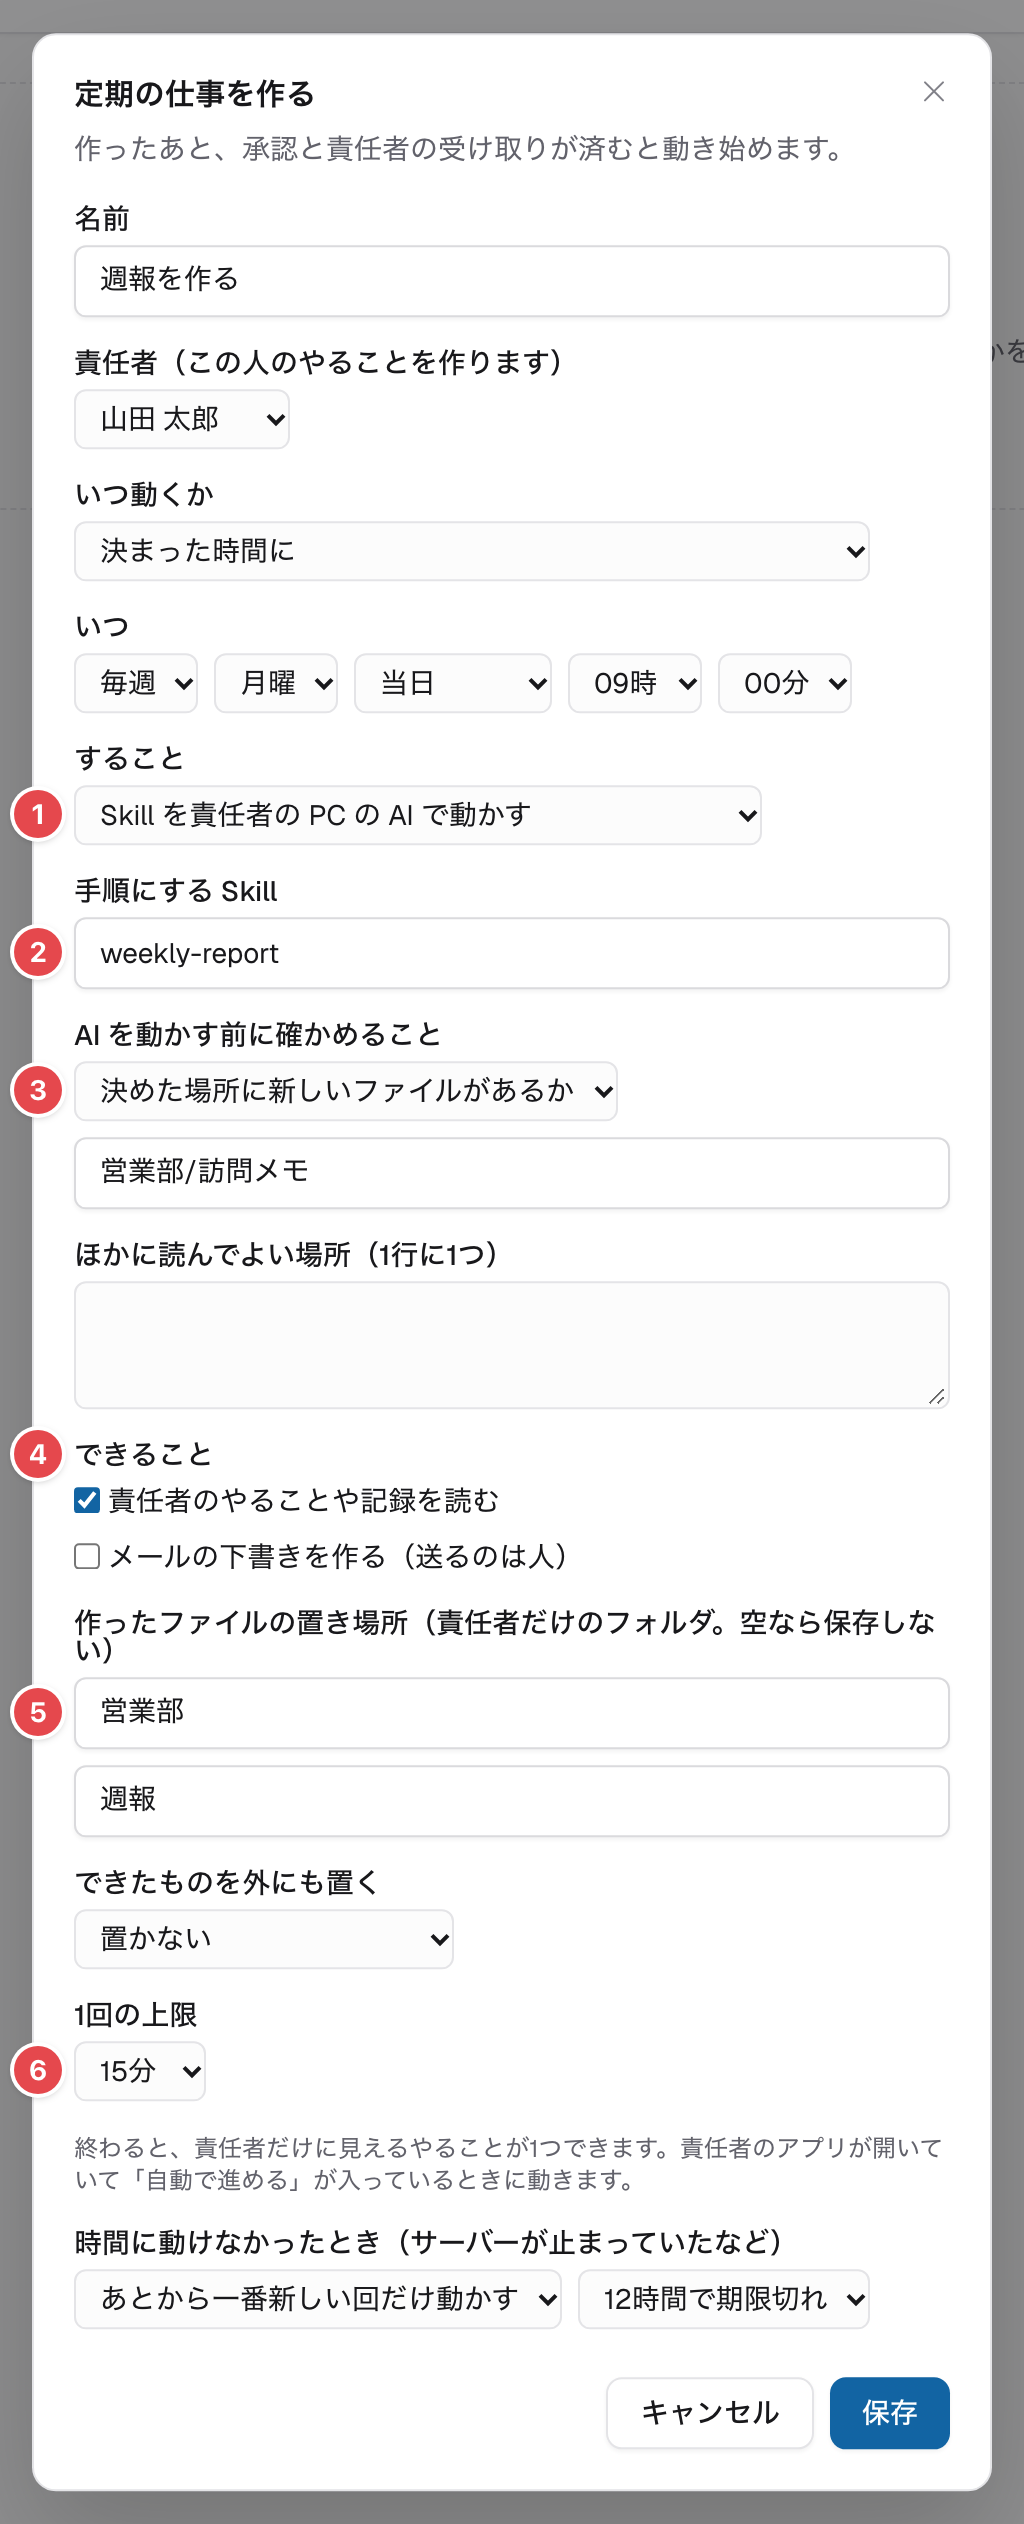 定期の仕事を作る
作ったあと、承認と責任者の受け取りが済むと動き始めます。
名前
週報を作る
責任者（この人のやることを作ります）
山田 太郎
いつ動くか
決まった時間に
いつ
毎週 月曜 当日 09時 00分
すること
1 Skill を責任者の PC の AI で動かす
手順にする Skill
2 weekly-report
AI を動かす前に確かめること
3 決めた場所に新しいファイルがあるか
営業部/訪問メモ
ほかに読んでよい場所（1行に1つ）
4 できること
責任者のやることや記録を読む
メールの下書きを作る（送るのは人）
作ったファイルの置き場所（責任者だけのフォルダ。空なら保存しな
い）
5 営業部
週報
できたものを外にも置く
置かない
1回の上限
6 15分
終わると、責任者だけに見えるやることが1つできます。責任者のアプリが開いて
いて「自動で進める」が入っているときに動きます。
時間に動けなかったとき（サーバーが止まっていたなど）
あとから一番新しい回だけ動かす 12時間で期限切れ
キャンセル 保存